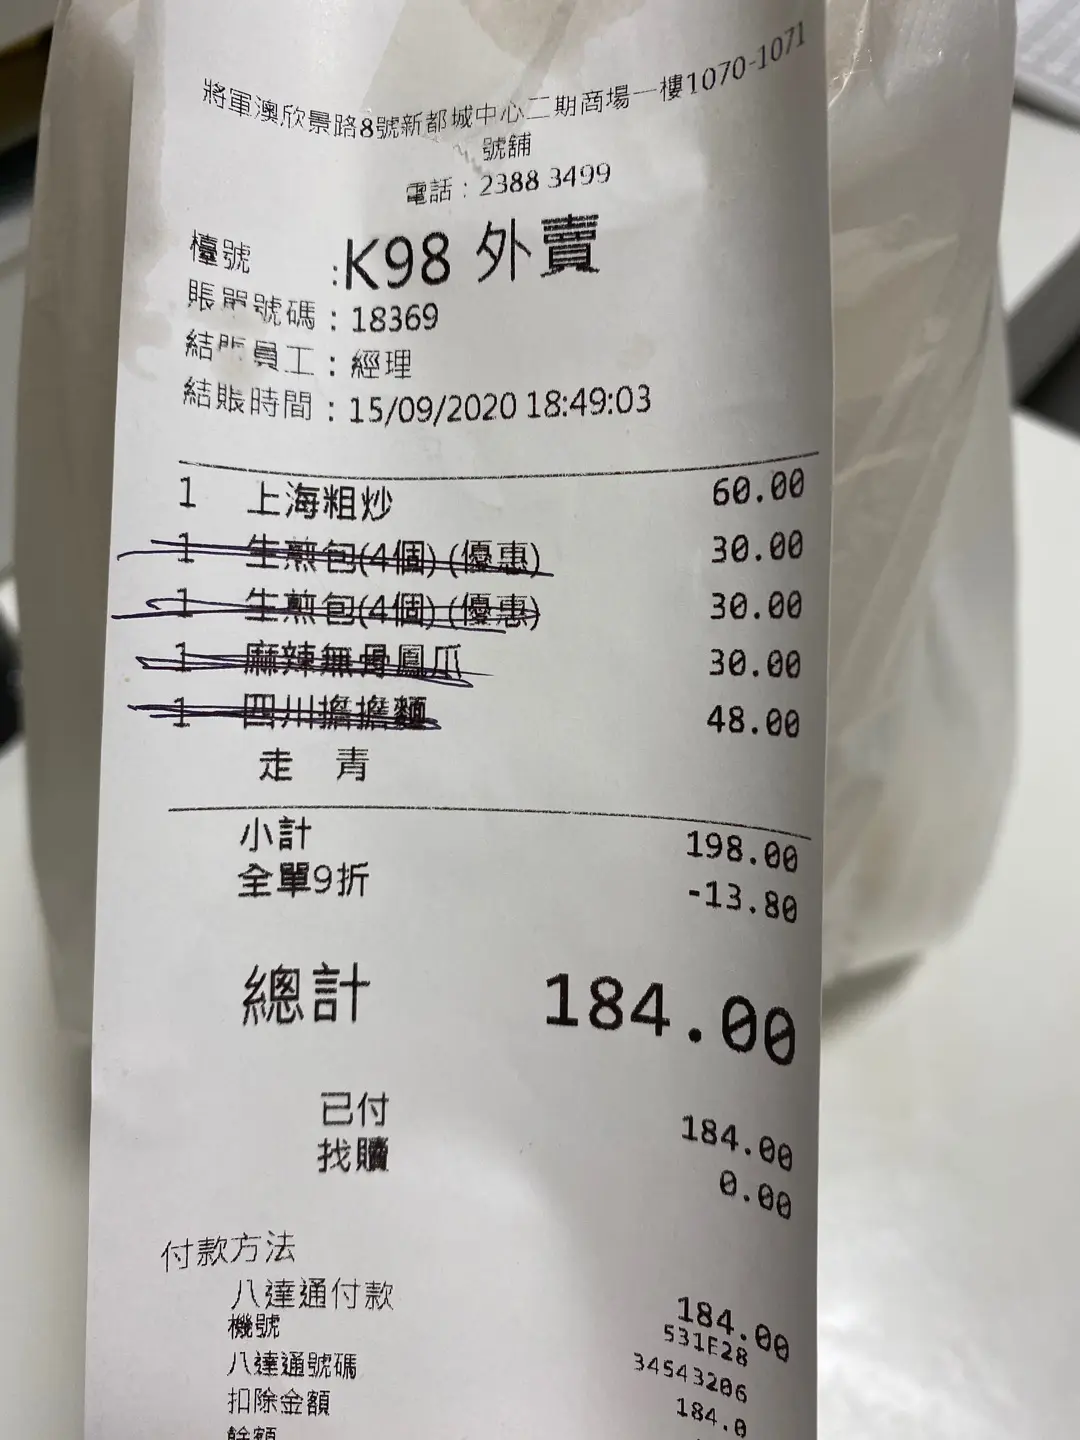 將軍澳欣景路8號新都城中心二期商場一樓1070-1071
號舖
電話：2388 3499
檯號 :K98 外賣
賬單號碼：18369
結賬員工：經理
結賬時間：15/09/2020 18:49:03
1 上海粗炒 60.00
1 生煎包(4個)(優惠) 30.00
1 生煎包(4個)(優惠) 30.00
1 麻辣無骨鳳爪 30.00
1 四川擔擔麵 48.00
走 青
小計 198.00
全單9折 -13.80
總計 184.00
已付 184.00
找贖 0.00
付款方法
八達通付款 184.00
機號 531E28
八達通號碼 34543206
扣除金額 184.0
餘額